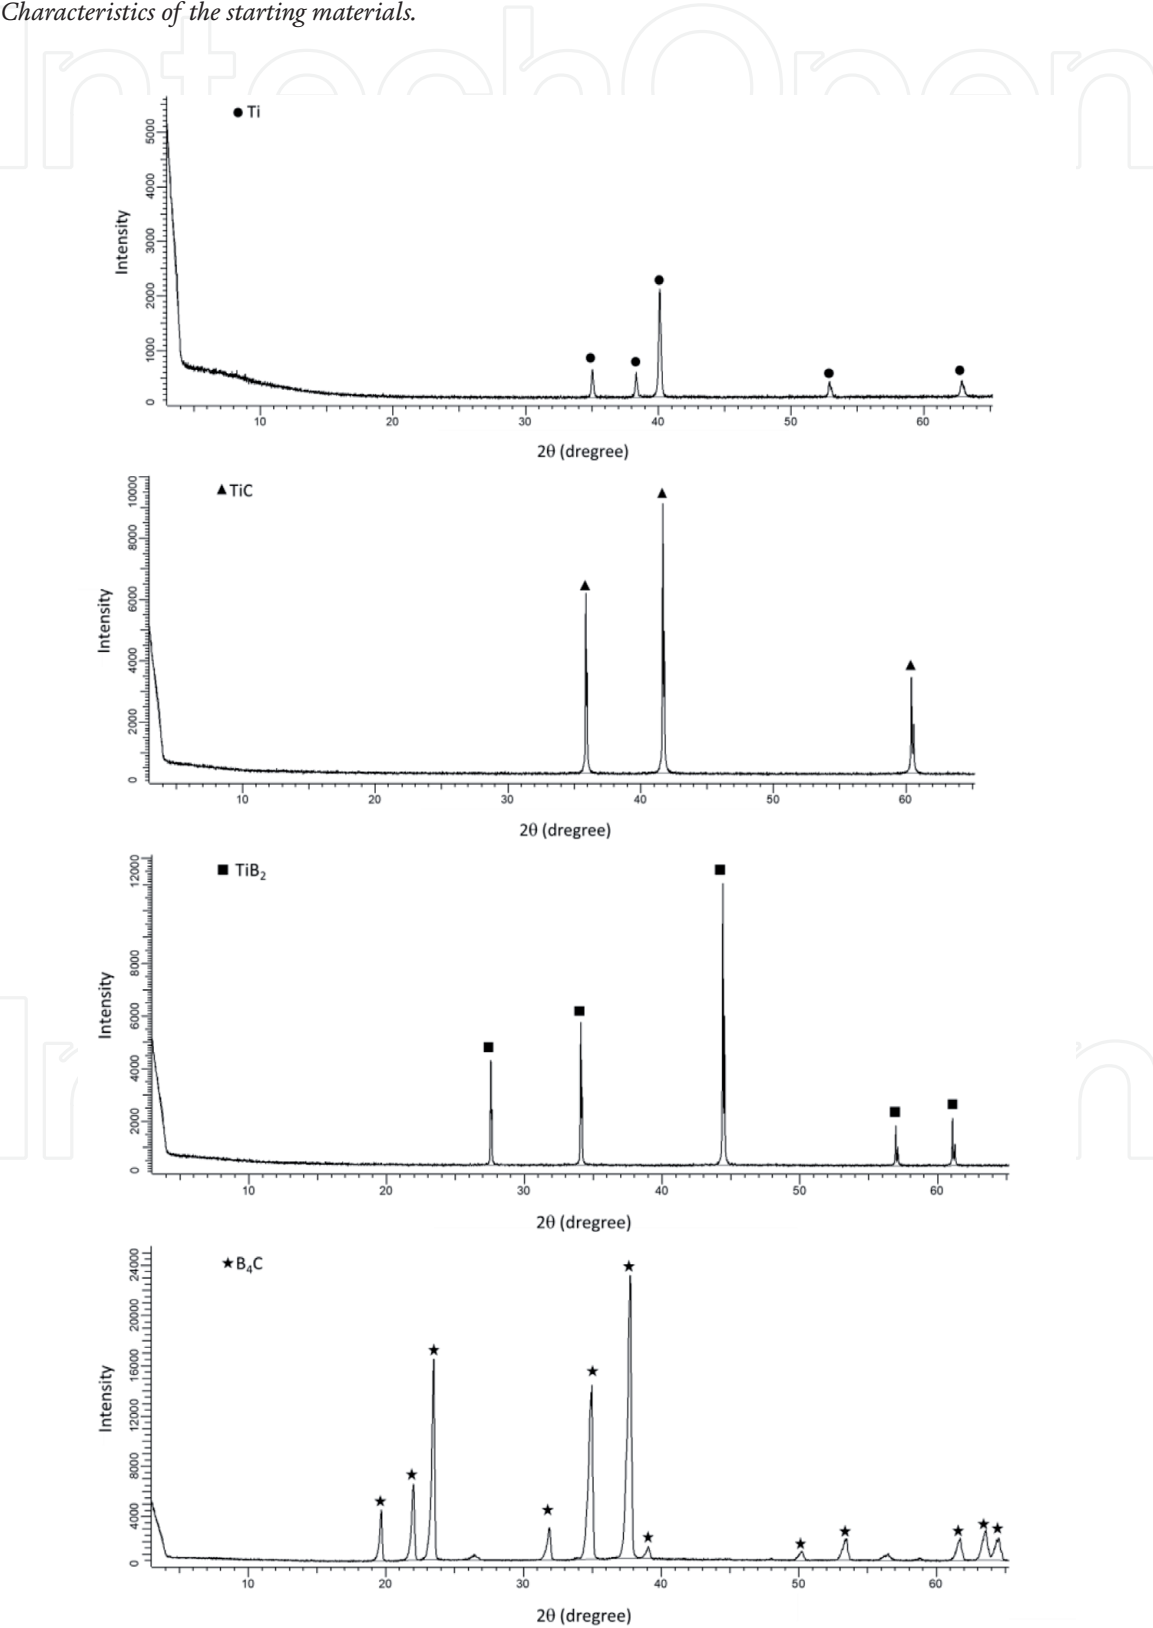 Characteristics of the starting materials.
IntechOpen
● Ti
Intensity
5000
4000
3000
2000
1000
0
10 20 30 40 50 60
2θ (dregree)
▲ TiC
Intensity
10000
8000
6000
4000
2000
0
10 20 30 40 50 60
2θ (dregree)
■ TiB₂
Intensity
12000
8000
6000
4000
2000
0
10 20 30 40 50 60
2θ (dregree)
★ B₄C
Intensity
24000
20000
16000
12000
8000
4000
0
10 20 30 40 50 60
2θ (dregree)